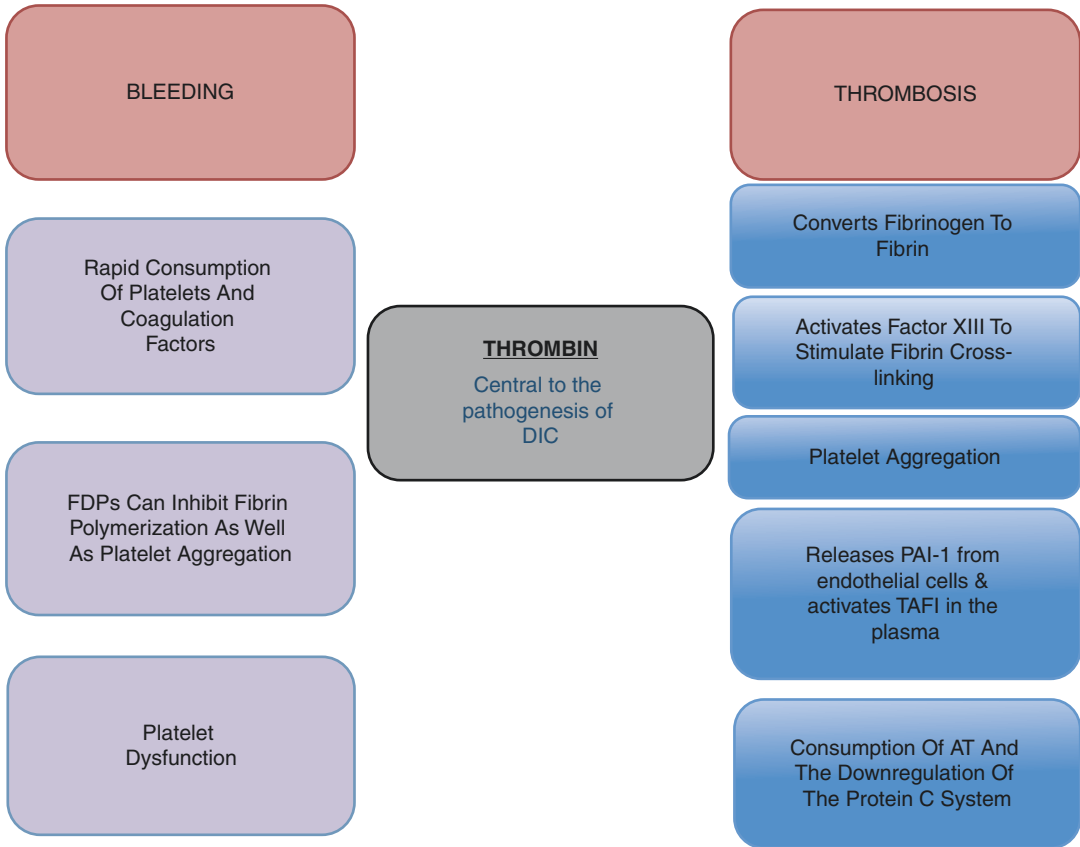 BLEEDING
Rapid Consumption
Of Platelets And
Coagulation
Factors
FDPs Can Inhibit Fibrin
Polymerization As Well
As Platelet Aggregation
Platelet
Dysfunction
THROMBIN
Central to the
pathogenesis of
DIC
THROMBOSIS
Converts Fibrinogen To
Fibrin
Activates Factor XIII To
Stimulate Fibrin Cross-
linking
Platelet Aggregation
Releases PAI-1 from
endothelial cells &
activates TAFI in the
plasma
Consumption Of AT And
The Downregulation Of
The Protein C System